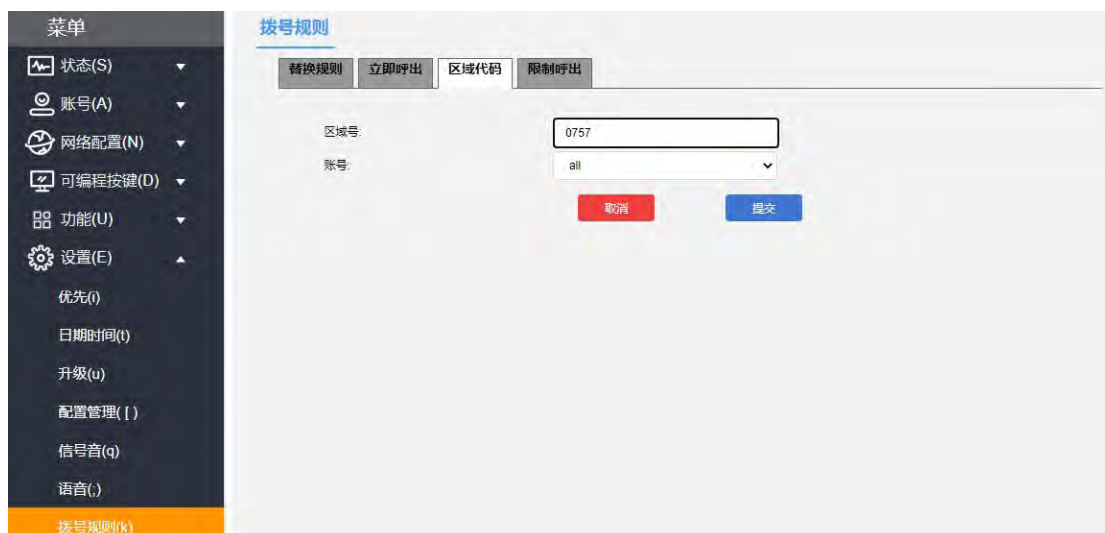 菜单
状态(S)
账号(A)
网络配置(N)
可编程按键(D)
功能(U)
设置(E)
优先(i)
日期时间(t)
升级(u)
配置管理( [ )
信号音(q)
语音(;)
拨号规则(k)
拨号规则
替换规则 立即呼出 区域代码 限制呼出
区域号: 0757
账号: all
取消 提交